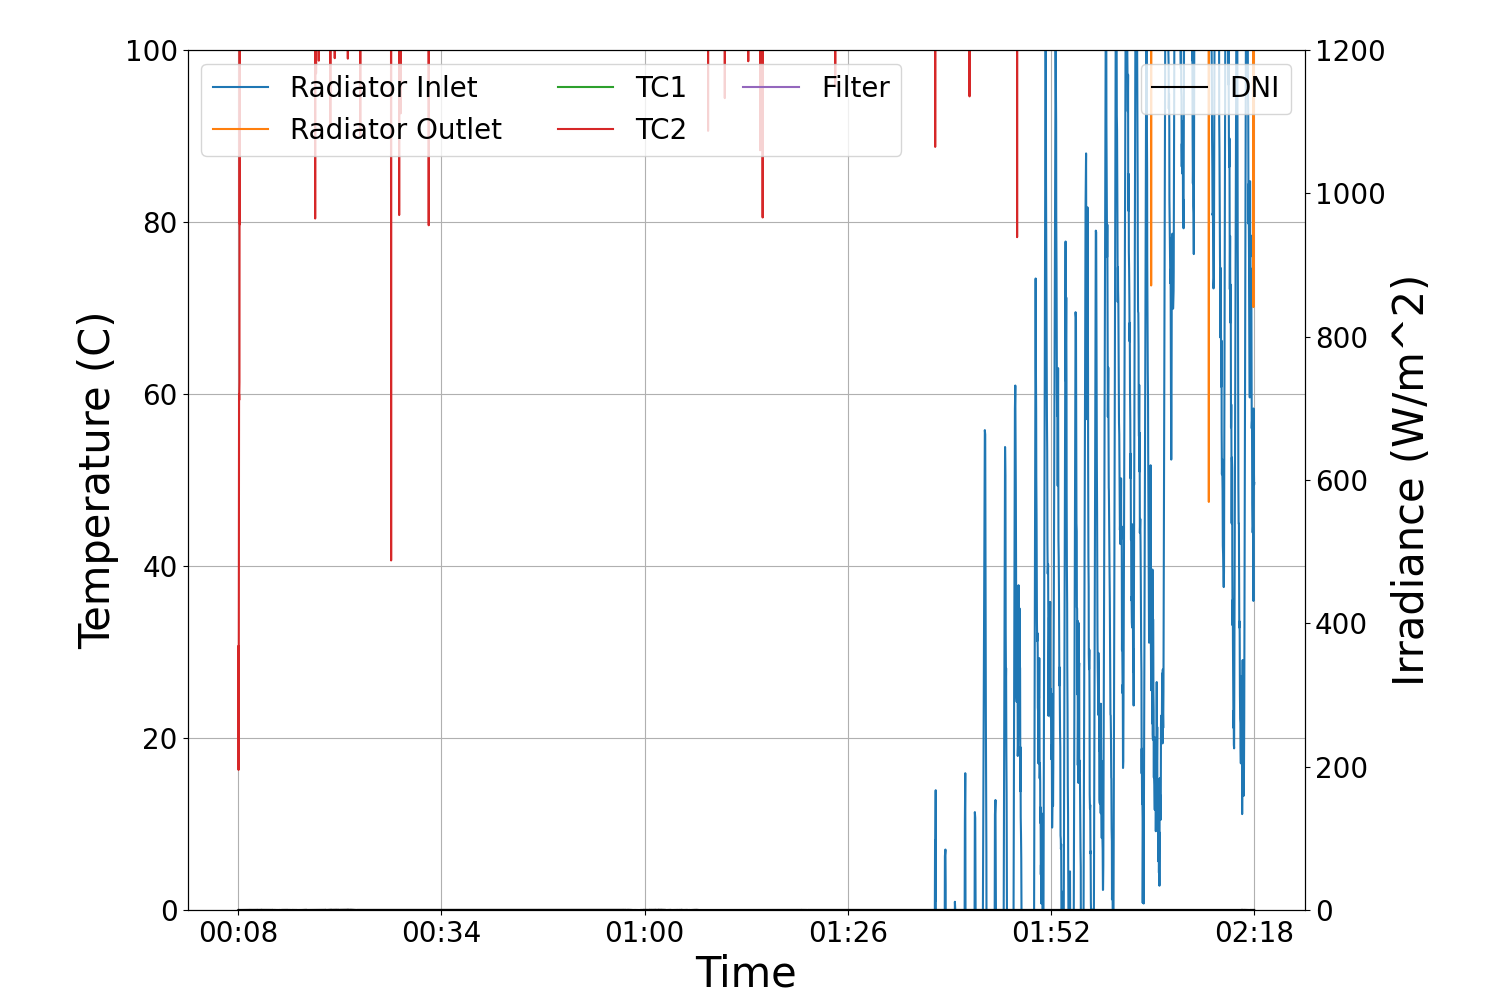 Radiator Inlet
Radiator Outlet
TC1
TC2
Filter
DNI
Temperature (C)
100
80
60
40
20
0
Irradiance (W/m^2)
1200
1000
800
600
400
200
0
00:08 00:34 01:00 01:26 01:52 02:18
Time